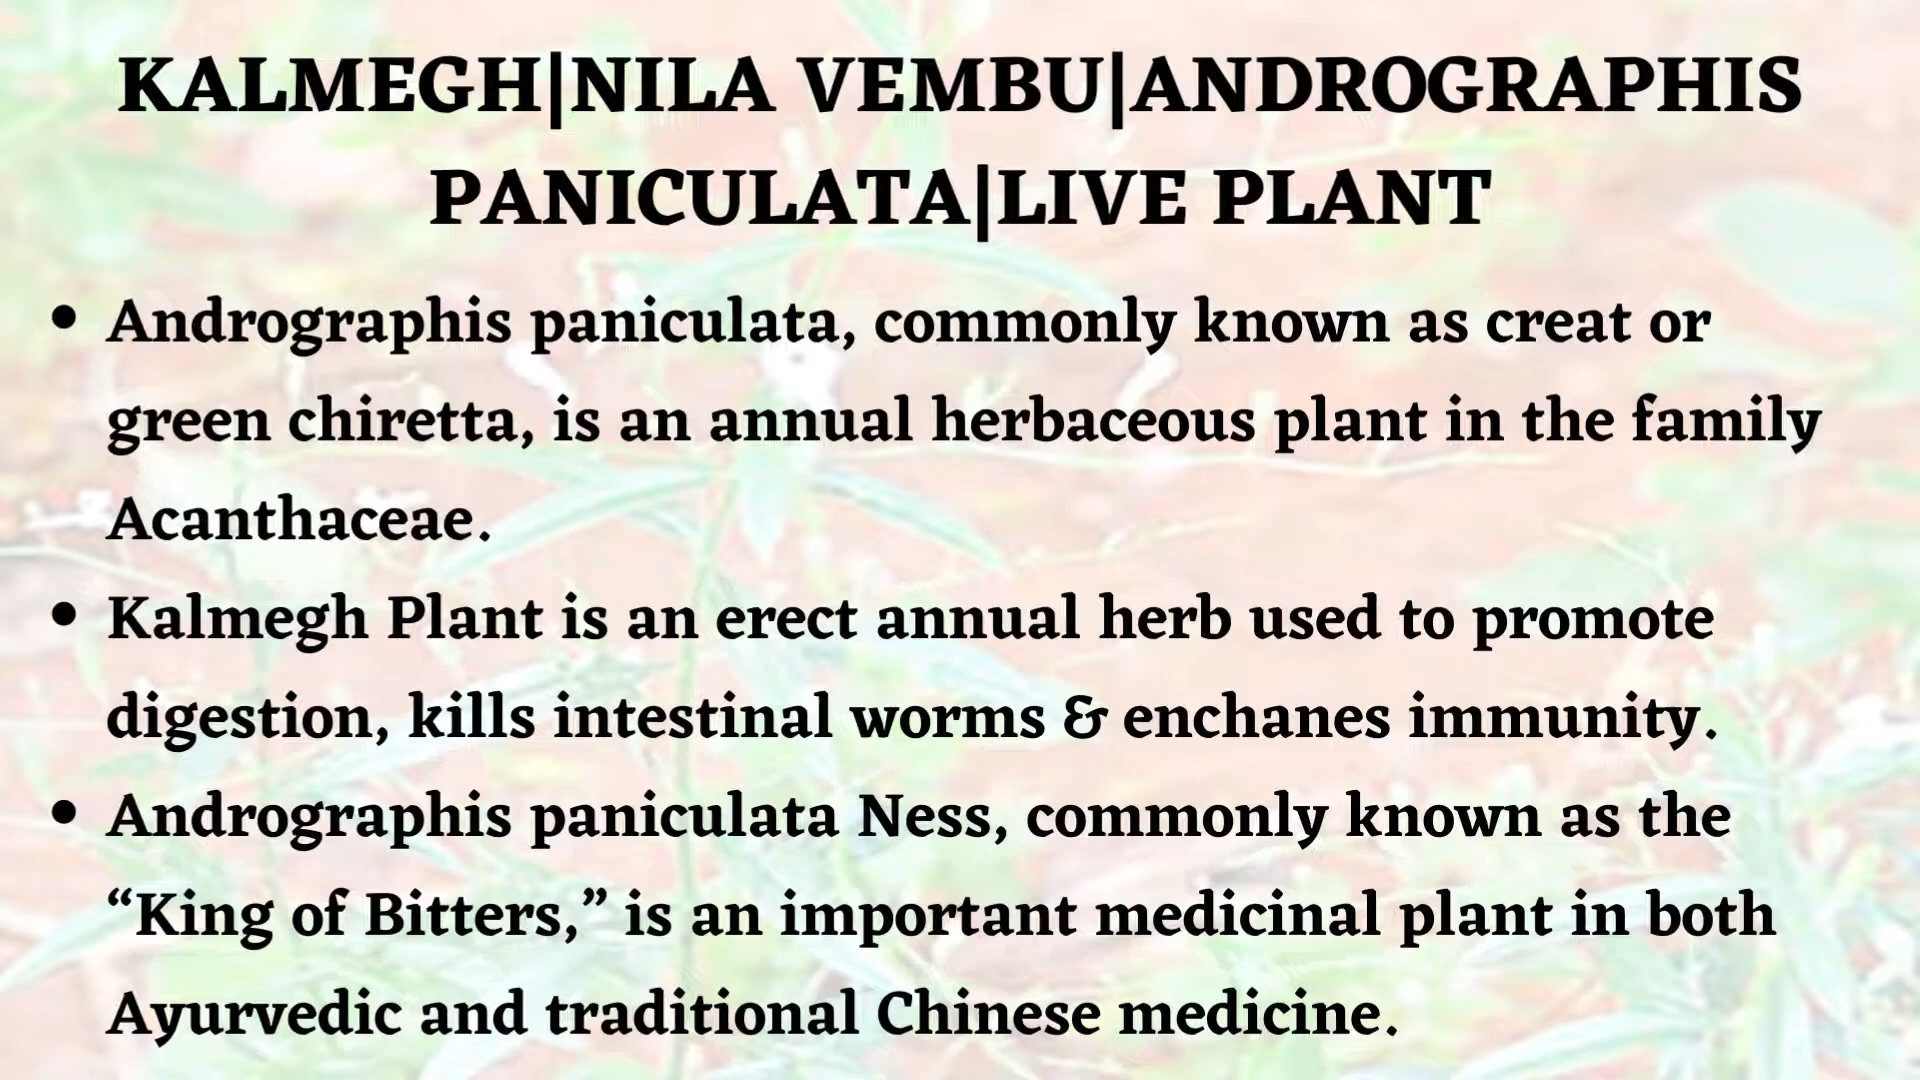 KALMEGH|NILA VEMBU|ANDROGRAPHIS
PANICULATA|LIVE PLANT
• Andrographis paniculata, commonly known as creat or
green chiretta, is an annual herbaceous plant in the family
Acanthaceae.
• Kalmegh Plant is an erect annual herb used to promote
digestion, kills intestinal worms & enchanes immunity.
• Andrographis paniculata Ness, commonly known as the
“King of Bitters,” is an important medicinal plant in both
Ayurvedic and traditional Chinese medicine.